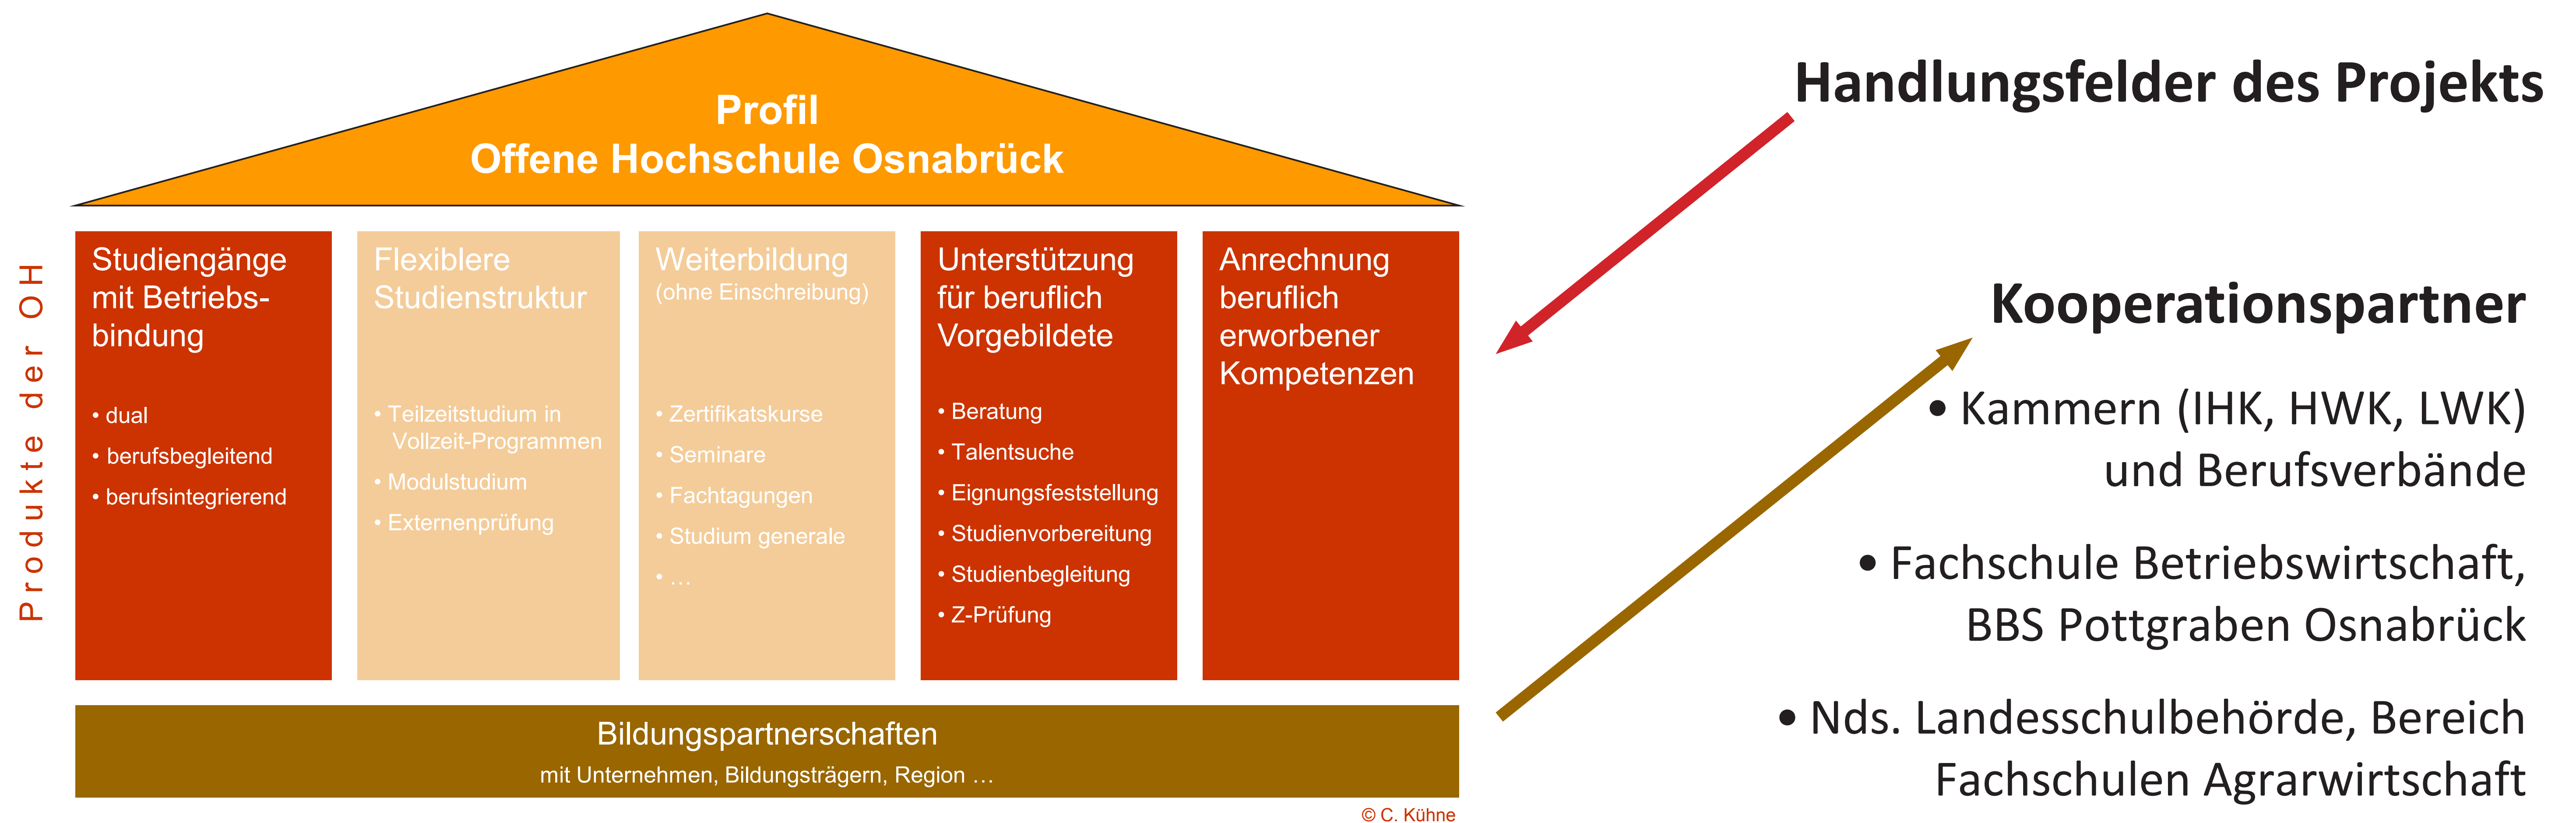 Profil
Offene Hochschule Osnabrück
Produkte der OH
Studiengänge
mit Betriebs-
bindung
• dual
• berufsbegleitend
• berufsintegrierend
Flexiblere
Studienstruktur
• Teilzeitstudium in
Vollzeit-Programmen
• Modulstudium
• Externenprüfung
Weiterbildung
(ohne Einschreibung)
• Zertifikatskurse
• Seminare
• Fachtagungen
• Studium generale
• …
Unterstützung
für beruflich
Vorgebildete
• Beratung
• Talentsuche
• Eignungsfeststellung
• Studienvorbereitung
• Studienbegleitung
• Z-Prüfung
Anrechnung
beruflich
erworbener
Kompetenzen
Bildungspartnerschaften
mit Unternehmen, Bildungsträgern, Region …
© C. Kühne
Handlungsfelder des Projekts
Kooperationspartner
• Kammern (IHK, HWK, LWK)
und Berufsverbände
• Fachschule Betriebswirtschaft,
BBS Pottgraben Osnabrück
• Nds. Landesschulbehörde, Bereich
Fachschulen Agrarwirtschaft